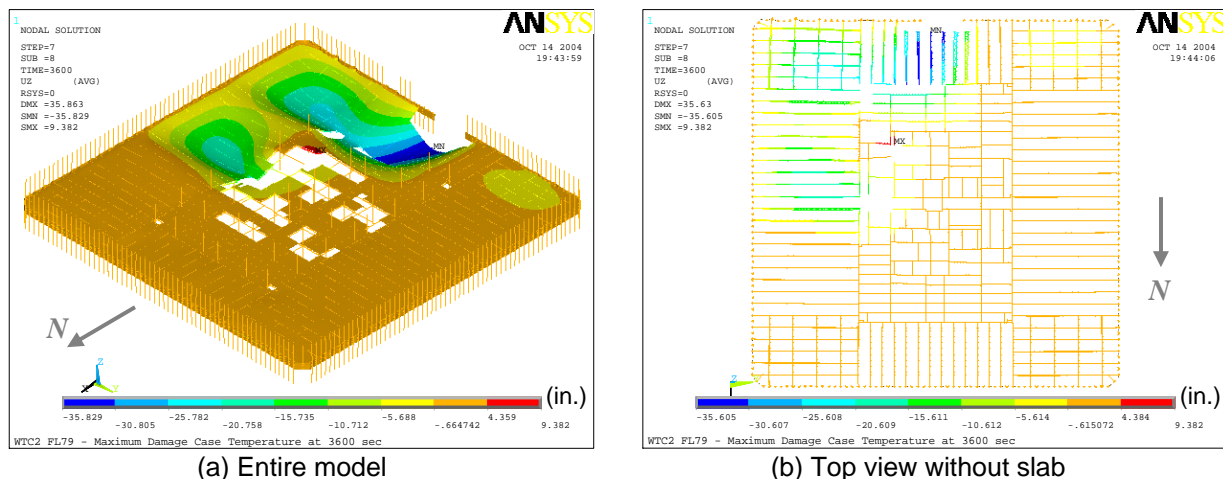 1
ANSYS
NODAL SOLUTION
OCT 14 2004
19:43:59
STEP=7
SUB =8
TIME=3600
UZ (AVG)
RSYS=0
DMX =35.863
SMN =-35.829
SMX =9.382
MX
MN
N
Z
X Y
(in.)
-35.829 -25.782 -15.735 -5.688 4.359
-30.805 -20.758 -10.712 -.664742 9.382
WTC2 FL79 - Maximum Damage Case Temperature at 3600 sec
(a) Entire model
1
ANSYS
NODAL SOLUTION
OCT 14 2004
19:44:06
STEP=7
SUB =8
TIME=3600
UZ (AVG)
RSYS=0
DMX =35.63
SMN =-35.605
SMX =9.382
MN
MX
N
Z
(in.)
-35.605 -25.608 -15.611 -5.614 4.384
-30.607 -20.609 -10.612 -.615072 9.382
WTC2 FL79 - Maximum Damage Case Temperature at 3600 sec
(b) Top view without slab